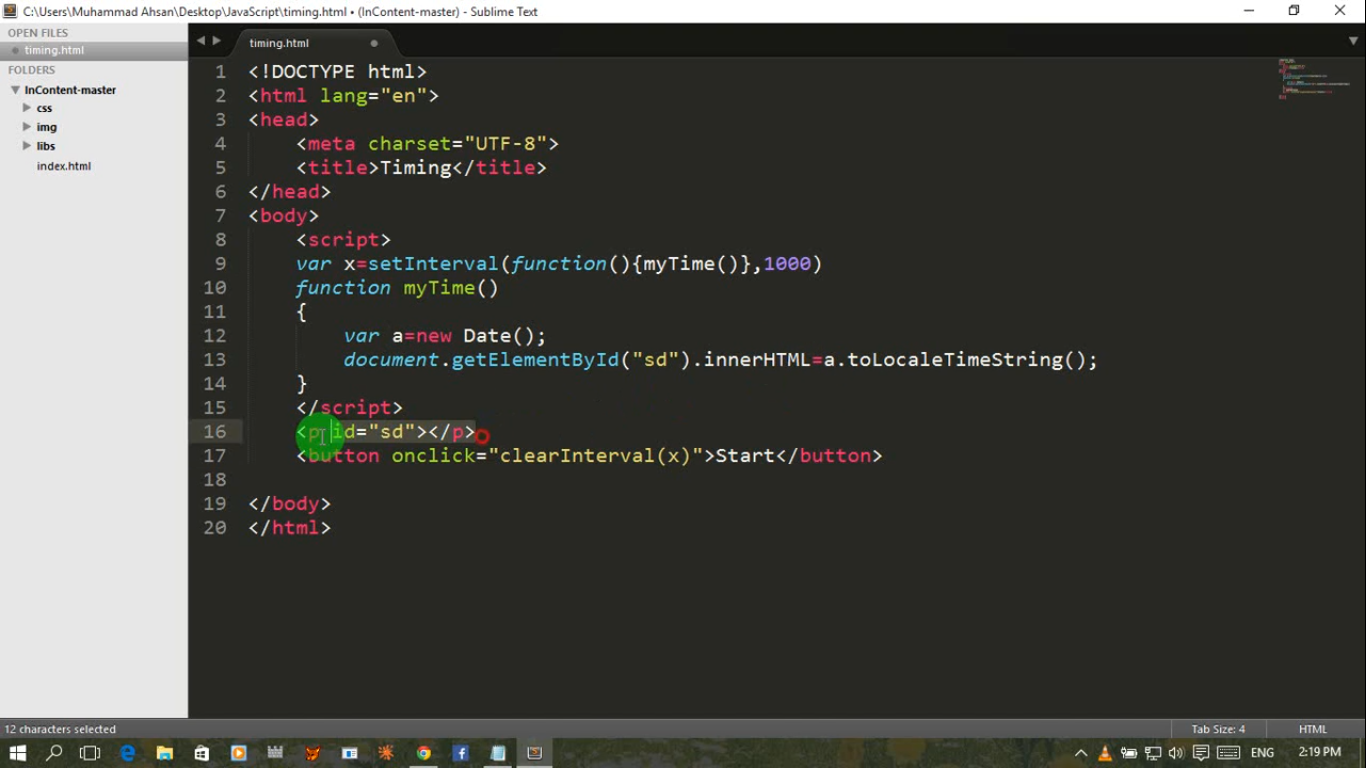 C:\Users\Muhammad Ahsan\Desktop\JavaScript\timing.html • (InContent-master) - Sublime Text
OPEN FILES
timing.html
FOLDERS
InContent-master
css
img
libs
index.html
timing.html
1 <!DOCTYPE html>
2 <html lang="en">
3 <head>
4     <meta charset="UTF-8">
5     <title>Timing</title>
6 </head>
7 <body>
8     <script>
9     var x=setInterval(function(){myTime()},1000)
10     function myTime()
11     {
12         var a=new Date();
13         document.getElementById("sd").innerHTML=a.toLocaleTimeString();
14     }
15     </script>
16     <p id="sd"></p>
17     <button onclick="clearInterval(x)">Start</button>
18
19 </body>
20 </html>
12 characters selected
Tab Size: 4
HTML
ENG
2:19 PM